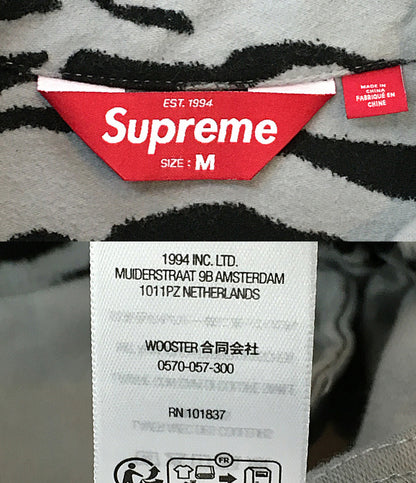 EST. 1994
Supreme
SIZE : M
MADE IN
CHINA
FABRIQUÉ EN
CHINE
1994 INC. LTD.
MUIDERSTRAAT 9B AMSTERDAM
1011PZ NETHERLANDS
WOOSTER 合同会社
0570-057-300
RN 101837
FR